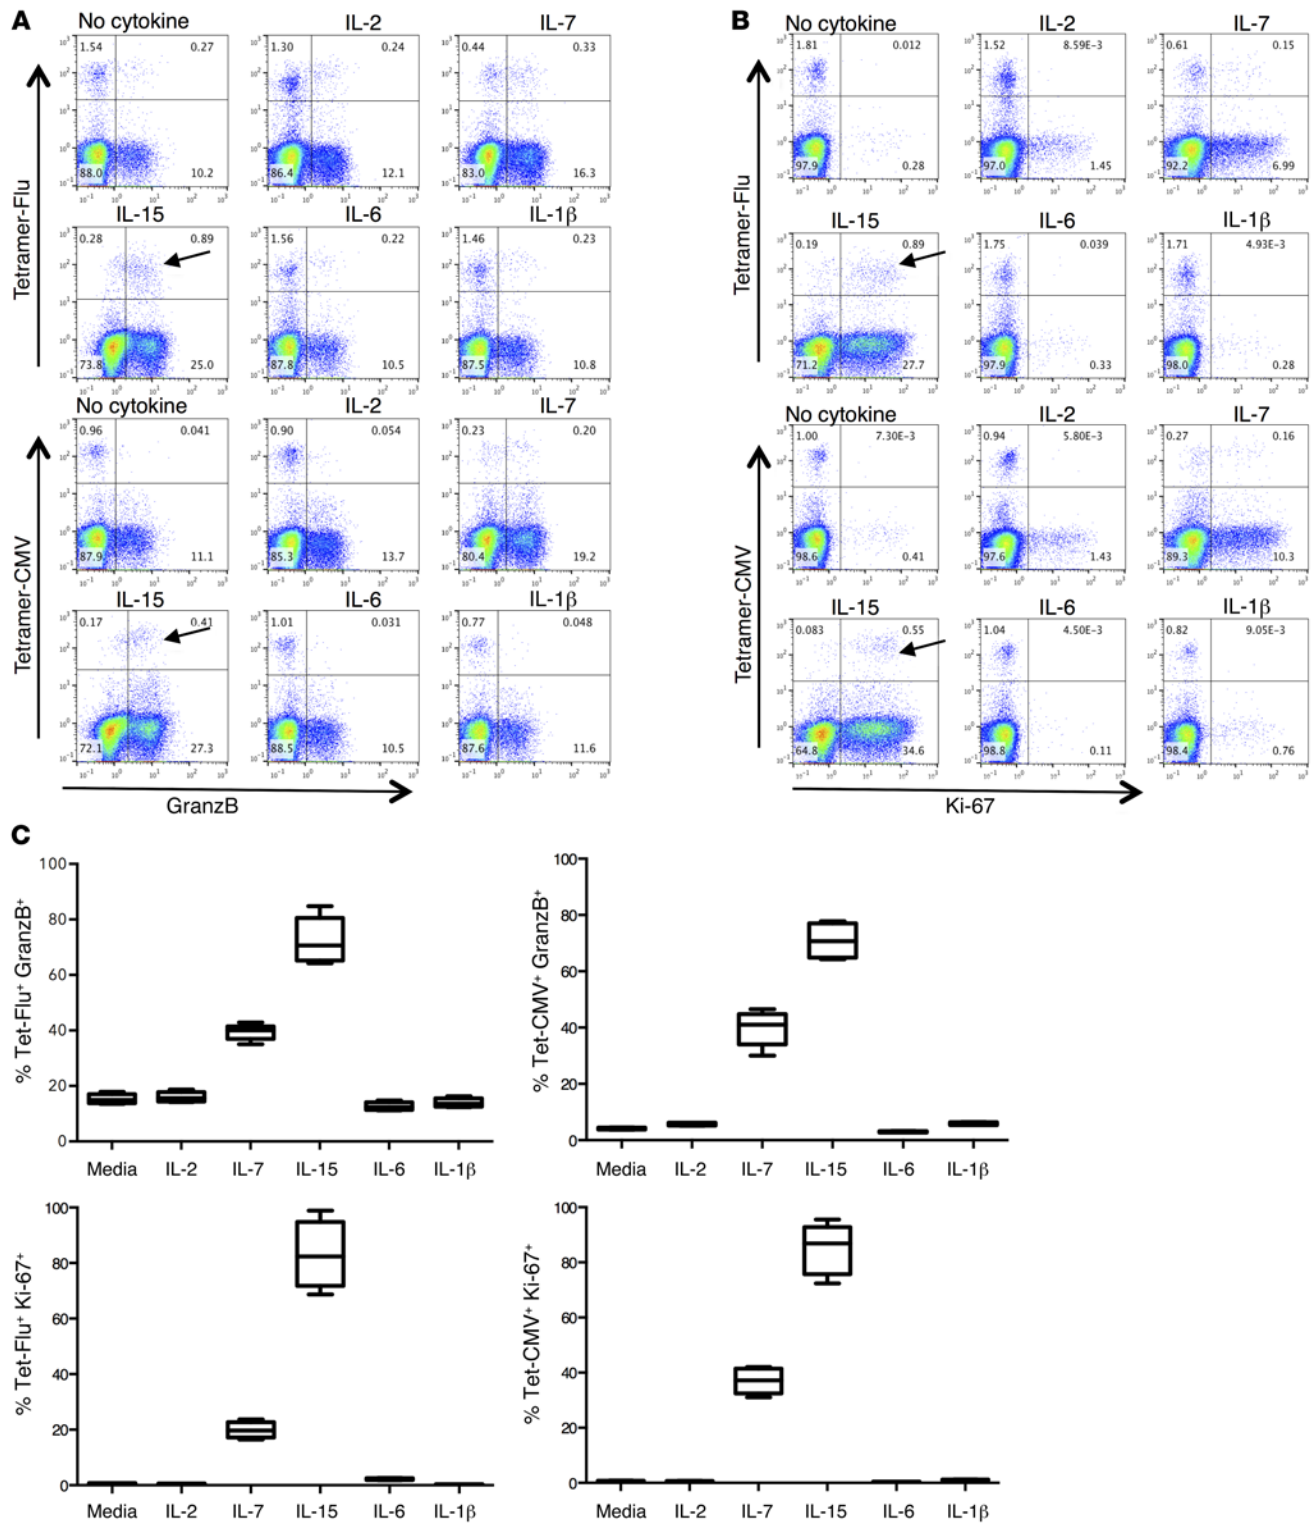 A
No cytokine IL-2 IL-7
1.54 0.27 1.30 0.24 0.44 0.33
88.0 10.2 86.4 12.1 83.0 16.3
IL-15 IL-6 IL-1β
0.28 0.89 1.56 0.22 1.46 0.23
73.8 25.0 87.8 10.5 87.5 10.8
Tetramer-Flu
No cytokine IL-2 IL-7
0.96 0.041 0.90 0.054 0.23 0.20
87.9 11.1 85.3 13.7 80.4 19.2
IL-15 IL-6 IL-1β
0.17 0.41 1.01 0.031 0.77 0.048
72.1 27.3 88.5 10.5 87.6 11.6
Tetramer-CMV
GranzB
B
No cytokine IL-2 IL-7
1.81 0.012 1.52 8.59E-3 0.61 0.15
97.9 0.28 97.0 1.45 92.2 6.99
IL-15 IL-6 IL-1β
0.19 0.89 1.75 0.039 1.71 4.93E-3
71.2 27.7 97.9 0.33 98.0 0.28
Tetramer-Flu
No cytokine IL-2 IL-7
1.00 7.30E-3 0.94 5.80E-3 0.27 0.16
98.6 0.41 97.6 1.43 89.3 10.3
IL-15 IL-6 IL-1β
0.083 0.55 1.04 4.50E-3 0.82 9.05E-3
64.8 34.6 98.8 0.11 98.4 0.76
Tetramer-CMV
Ki-67
C
% Tet-Flu⁺ GranzB⁺
100
80
60
40
20
0
Media IL-2 IL-7 IL-15 IL-6 IL-1β
% Tet-CMV⁺ GranzB⁺
100
80
60
40
20
0
Media IL-2 IL-7 IL-15 IL-6 IL-1β
% Tet-Flu⁺ Ki-67⁺
100
80
60
40
20
0
Media IL-2 IL-7 IL-15 IL-6 IL-1β
% Tet-CMV⁺ Ki-67⁺
100
80
60
40
20
0
Media IL-2 IL-7 IL-15 IL-6 IL-1β